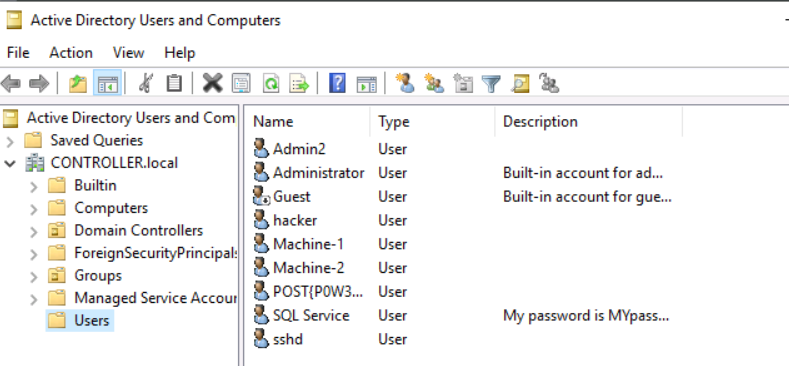 Active Directory Users and Computers
File Action View Help
Active Directory Users and Com
Saved Queries
CONTROLLER.local
Builtin
Computers
Domain Controllers
ForeignSecurityPrincipals
Groups
Managed Service Accour
Users
Name Type Description
Admin2 User
Administrator User Built-in account for ad...
Guest User Built-in account for gue...
hacker User
Machine-1 User
Machine-2 User
POST{P0W3... User
SQL Service User My password is MYpass...
sshd User